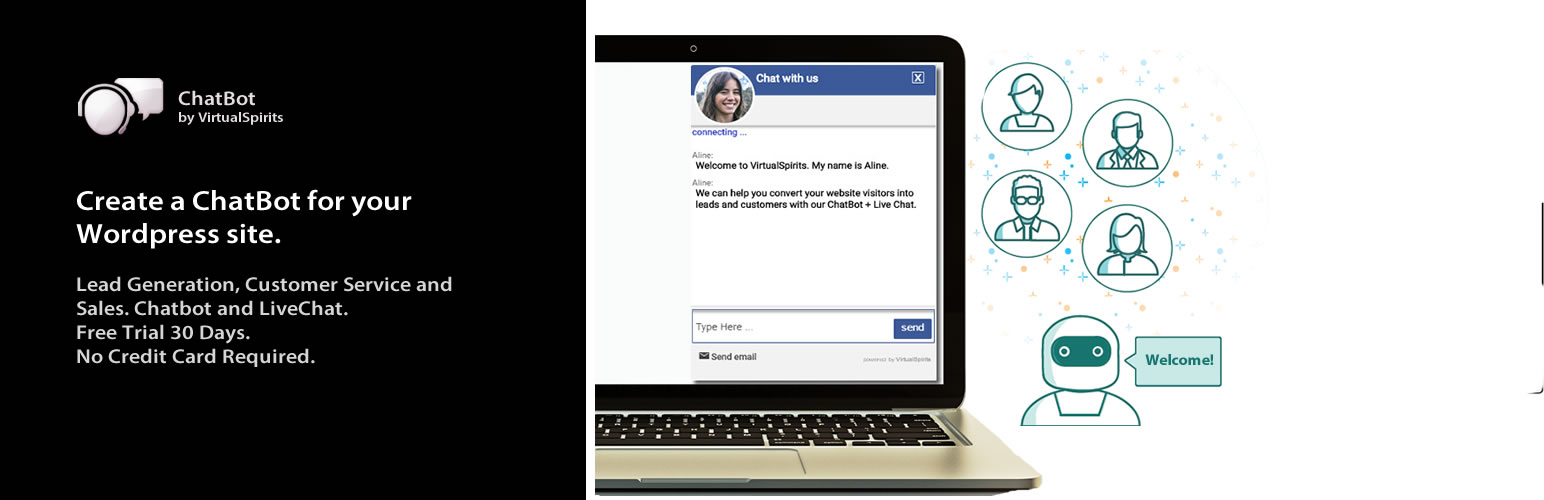 ChatBot
by VirtualSpirits
Create a ChatBot for your
Wordpress site.
Lead Generation, Customer Service and
Sales. Chatbot and LiveChat.
Free Trial 30 Days.
No Credit Card Required.
Chat with us
X
connecting ...
Aline:
Welcome to VirtualSpirits. My name is Aline.
Aline:
We can help you convert your website visitors into
leads and customers with our ChatBot + Live Chat.
Type Here ...
send
Send email
powered by VirtualSpirits
Welcome!